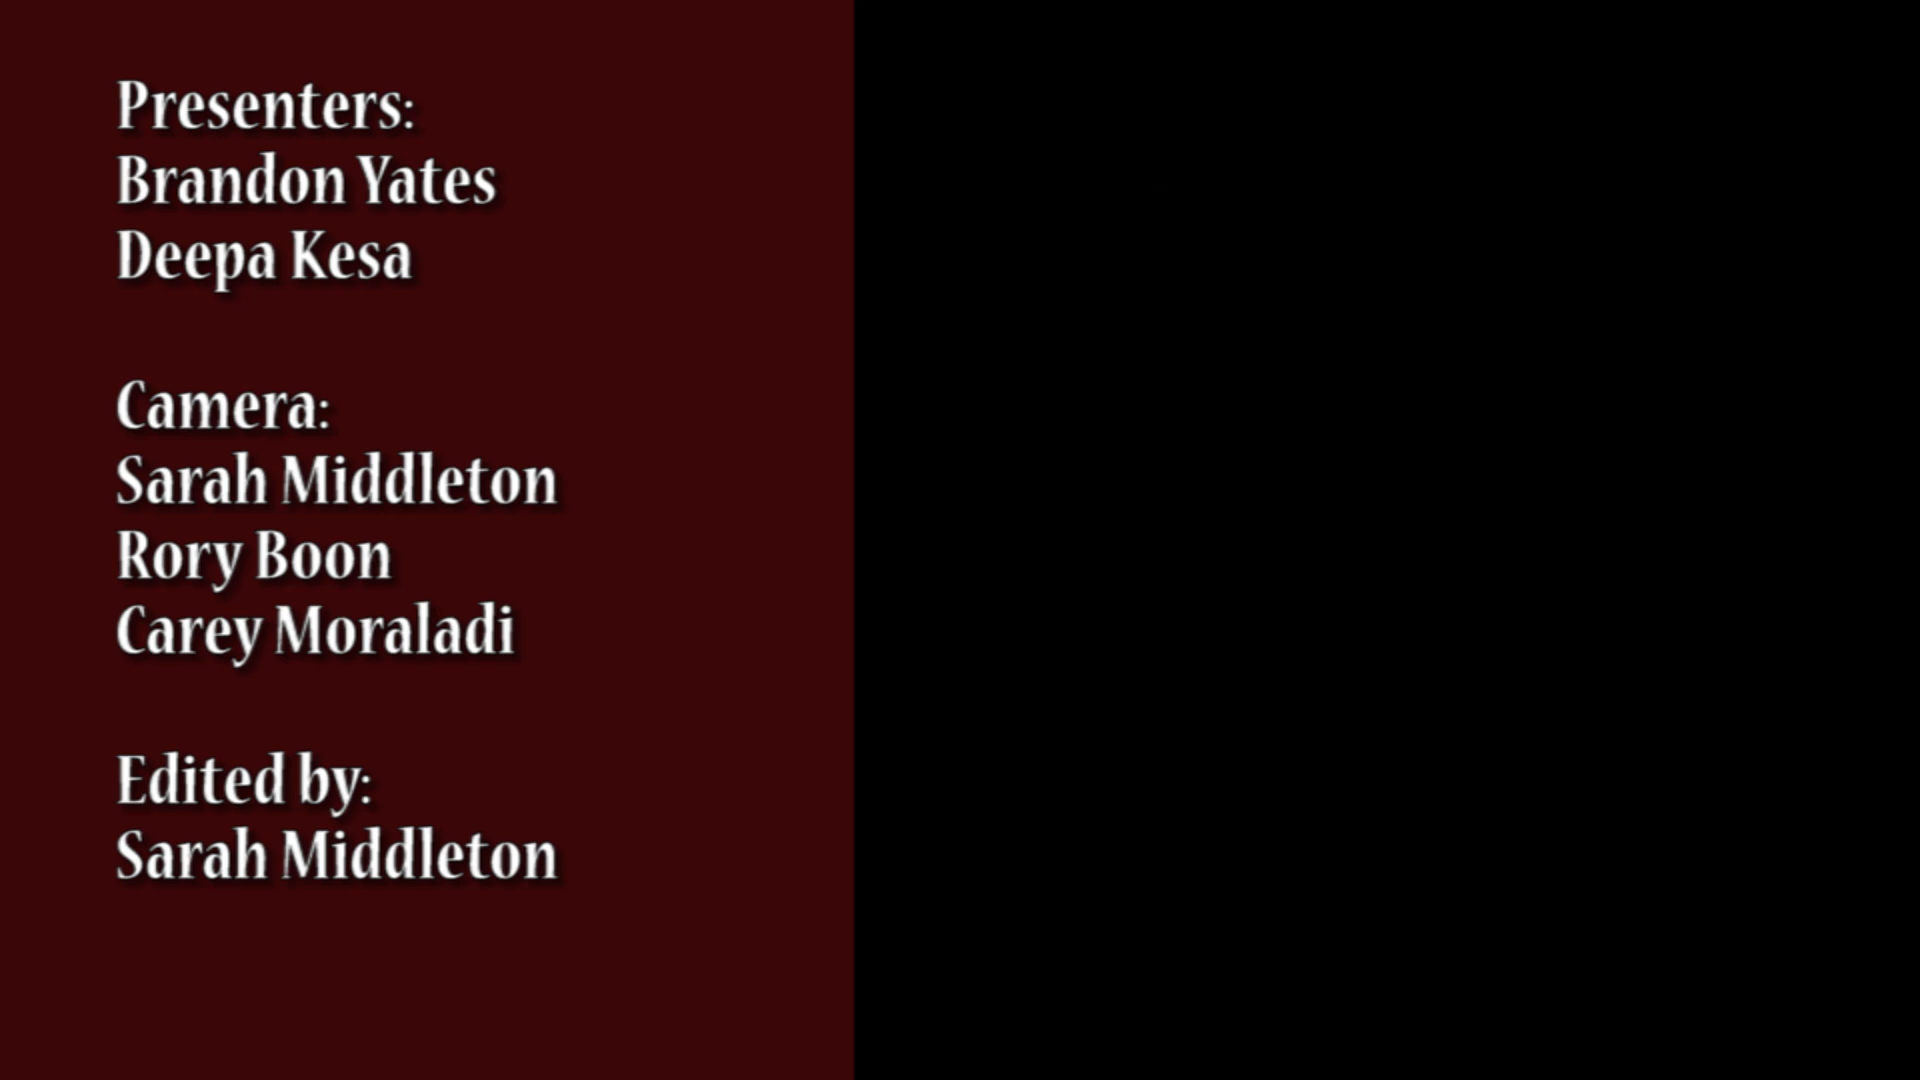 Presenters:
Brandon Yates
Deepa Kesa
Camera:
Sarah Middleton
Rory Boon
Carey Moraladi
Edited by:
Sarah Middleton